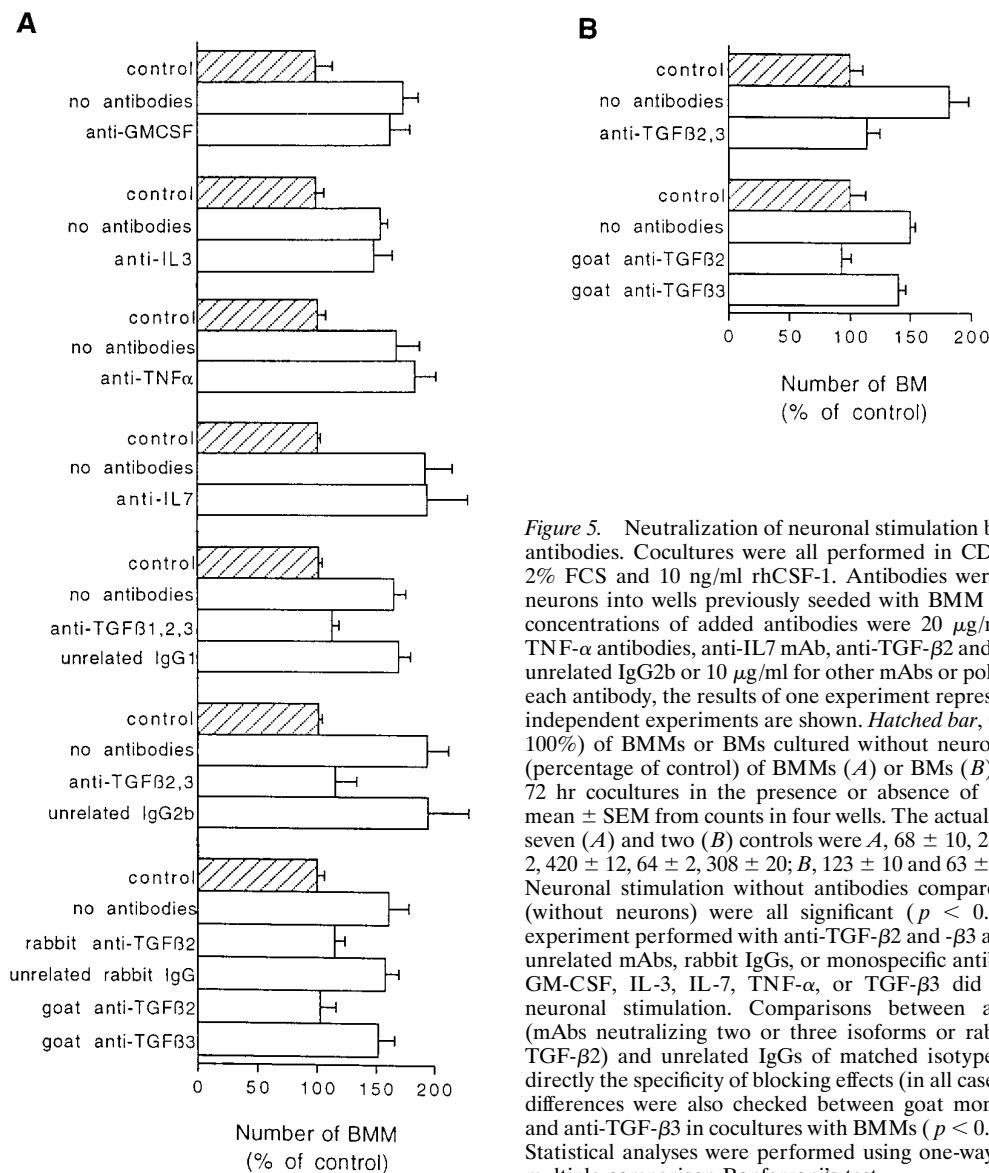 A
control
no antibodies
anti-GMCSF
control
no antibodies
anti-IL3
control
no antibodies
anti-TNFα
control
no antibodies
anti-IL7
control
no antibodies
anti-TGFß1,2,3
unrelated IgG1
control
no antibodies
anti-TGFß2,3
unrelated IgG2b
control
no antibodies
rabbit anti-TGFß2
unrelated rabbit IgG
goat anti-TGFß2
goat anti-TGFß3
0 50 100 150 200
Number of BMM
(% of control)
B
control
no antibodies
anti-TGFß2,3
control
no antibodies
goat anti-TGFß2
goat anti-TGFß3
0 50 100 150 200
Number of BM
(% of control)
Figure 5. Neutralization of neuronal stimulation b
antibodies. Cocultures were all performed in CD
2% FCS and 10 ng/ml rhCSF-1. Antibodies wer
neurons into wells previously seeded with BMM
concentrations of added antibodies were 20 μg/n
TNF-α antibodies, anti-IL7 mAb, anti-TGF-β2 and
unrelated IgG2b or 10 μg/ml for other mAbs or pol
each antibody, the results of one experiment repres
independent experiments are shown. Hatched bar,
100%) of BMMs or BMs cultured without neuro
(percentage of control) of BMMs (A) or BMs (B)
72 hr cocultures in the presence or absence of
mean ± SEM from counts in four wells. The actual
seven (A) and two (B) controls were A, 68 ± 10, 2
2, 420 ± 12, 64 ± 2, 308 ± 20; B, 123 ± 10 and 63 ±
Neuronal stimulation without antibodies compare
(without neurons) were all significant (p < 0.
experiment performed with anti-TGF-β2 and -β3 a
unrelated mAbs, rabbit IgGs, or monospecific antib
GM-CSF, IL-3, IL-7, TNF-α, or TGF-β3 did
neuronal stimulation. Comparisons between a
(mAbs neutralizing two or three isoforms or rab
TGF-β2) and unrelated IgGs of matched isotype
directly the specificity of blocking effects (in all case
differences were also checked between goat mon
and anti-TGF-β3 in cocultures with BMMs (p < 0.
Statistical analyses were performed using one-way